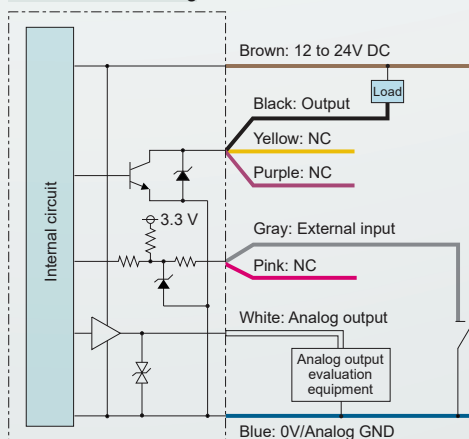 Brown: 12 to 24V DC
Load
Black: Output
Yellow: NC
Purple: NC
3.3 V
Internal circuit
Gray: External input
Pink: NC
White: Analog output
Analog output
evaluation
equipment
Blue: 0V/Analog GND